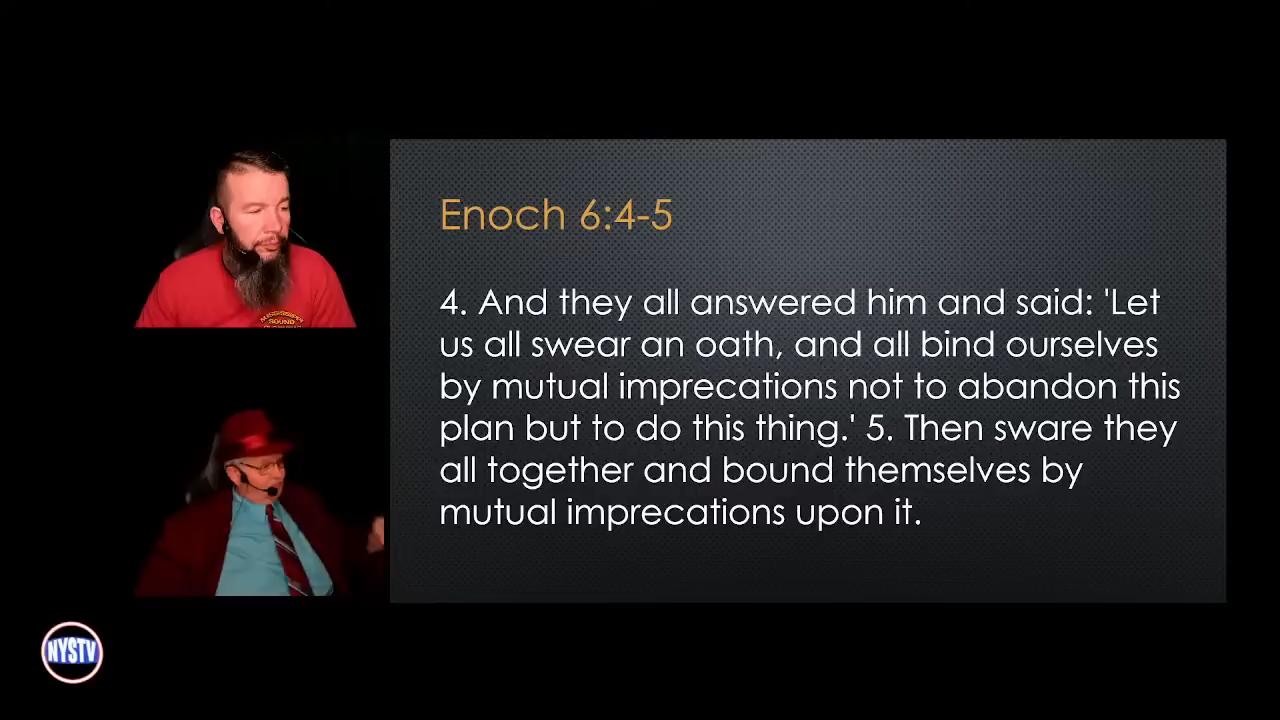 Enoch 6:4-5
4. And they all answered him and said: 'Let
us all swear an oath, and all bind ourselves
by mutual imprecations not to abandon this
plan but to do this thing.' 5. Then sware they
all together and bound themselves by
mutual imprecations upon it.
MISSISSIPPI
SOUND
NYSTV